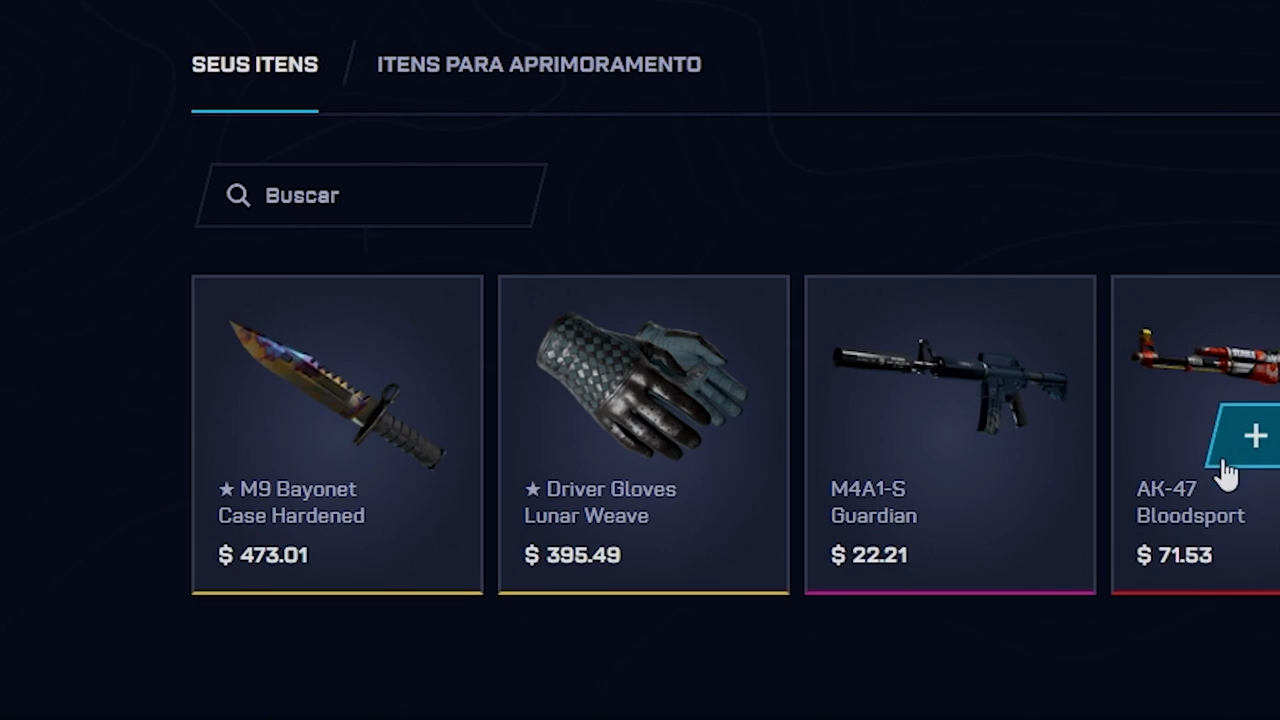 SEUS ITENS
ITENS PARA APRIMORAMENTO
Buscar
★ M9 Bayonet
Case Hardened
$ 473.01
★ Driver Gloves
Lunar Weave
$ 395.49
M4A1-S
Guardian
$ 22.21
+
AK-47
Bloodsport
$ 71.53